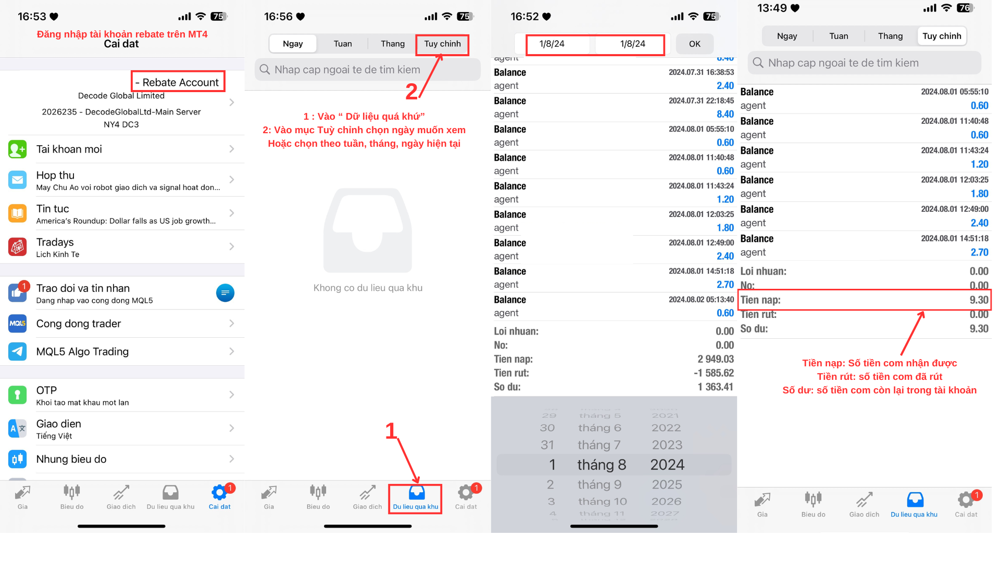 16:53
75
Đăng nhập tài khoản rebate trên MT4
Cai dat
- Rebate Account
Decode Global Limited
2026235 - DecodeGlobalLtd-Main Server
NY4 DC3
Tai khoan moi
Hop thu
May Chu Ao voi robot giao dich va signal hoat don...
Tin tuc
America's Roundup: Dollar falls as US job growth...
Tradays
Lich Kinh Te
1
Trao doi va tin nhan
Dang nhap vao cong dong MQL5
MQL5
Cong dong trader
MQL5 Algo Trading
OTP
Khoi tao mat khau mot lan
Giao dien
Tiếng Việt
Nhung bieu do
1
Gia
Bieu do
Giao dich
Du lieu qua khu
Cai dat
16:56
75
Ngay
Tuan
Thang
Tuy chinh
Nhap cap ngoai te de tim kiem
2
1 : Vào “ Dữ liệu quá khứ”
2: Vào mục Tuỳ chỉnh chọn ngày muốn xem
Hoặc chọn theo tuần, tháng, ngày hiện tại
Khong co du lieu qua khu
1
1
Gia
Bieu do
Giao dich
Du lieu qua khu
Cai dat
16:52
75
1/8/24
1/8/24
OK
agent 8.40
Balance 2024.07.31 16:38:53
agent 2.40
Balance 2024.07.31 22:18:45
agent 8.40
Balance 2024.08.01 05:55:10
agent 0.60
Balance 2024.08.01 11:40:48
agent 0.60
Balance 2024.08.01 11:43:24
agent 1.20
Balance 2024.08.01 12:03:25
agent 1.80
Balance 2024.08.01 12:49:00
agent 2.40
Balance 2024.08.01 14:51:18
agent 2.70
Balance 2024.08.02 05:13:40
agent 0.60
Loi nhuan: 0.00
No: 0.00
Tien nap: 2 949.03
Tien rut: -1 585.62
So du: 1 363.41
29 tháng 5 2021
30 tháng 6 2022
31 tháng 7 2023
1 tháng 8 2024
2 tháng 9 2025
3 tháng 10 2026
4 tháng 11 2027
13:49
76
Ngay
Tuan
Thang
Tuy chinh
Nhap cap ngoai te de tim kiem
Balance 2024.08.01 05:55:10
agent 0.60
Balance 2024.08.01 11:40:48
agent 0.60
Balance 2024.08.01 11:43:24
agent 1.20
Balance 2024.08.01 12:03:25
agent 1.80
Balance 2024.08.01 12:49:00
agent 2.40
Balance 2024.08.01 14:51:18
agent 2.70
Loi nhuan: 0.00
No: 0.00
Tien nap: 9.30
Tien rut: 0.00
So du: 9.30
Tiền nạp: Số tiền com nhận được
Tiền rút: số tiền com đã rút
Số dư: số tiền com còn lại trong tài khoản
1
Gia
Bieu do
Giao dich
Du lieu qua khu
Cai dat